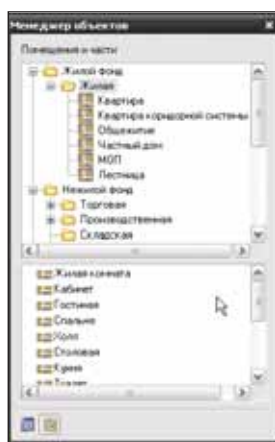 Менеджер объектов
Помещения и части
Жилой фонд
Жилая
Квартира
Квартира коридорной системы
Общежитие
Частный дом
МОП
Лестница
Нежилой фонд
Торговая
Производственная
Складская
Жилая комната
Кабинет
Гостиная
Спальня
Холл
Столовая
Кухня
Туалет